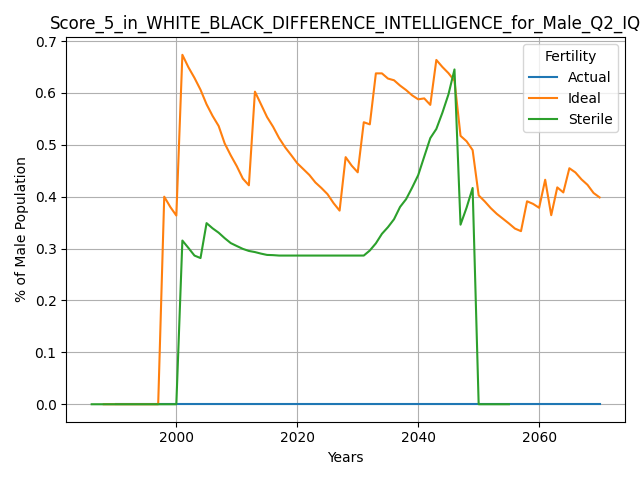 Score_5_in_WHITE_BLACK_DIFFERENCE_INTELLIGENCE_for_Male_Q2_IQ
0.7
0.6
0.5
0.4
0.3
0.2
0.1
0.0
% of Male Population
Fertility
Actual
Ideal
Sterile
2000 2020 2040 2060
Years